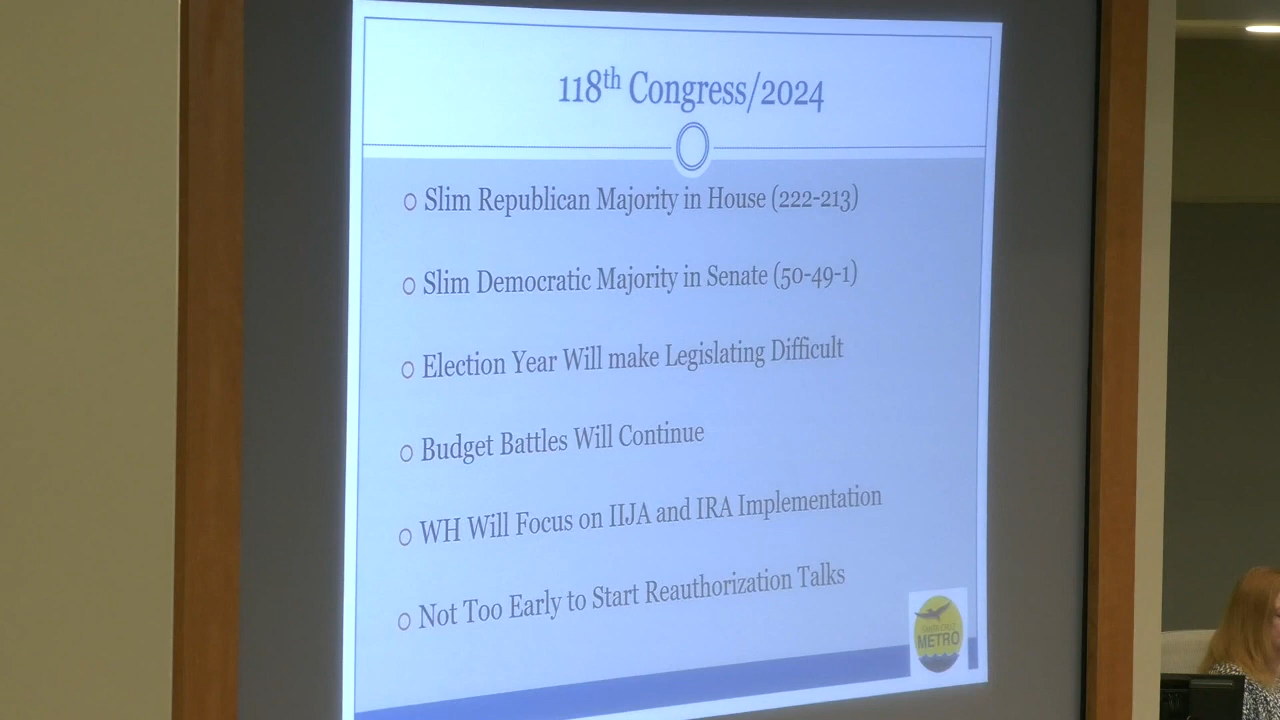 118th Congress/2024
Slim Republican Majority in House (222-213)
Slim Democratic Majority in Senate (50-49-1)
Election Year Will make Legislating Difficult
Budget Battles Will Continue
WH Will Focus on IIJA and IRA Implementation
Not Too Early to Start Reauthorization Talks
SANTA CRUZ
METRO